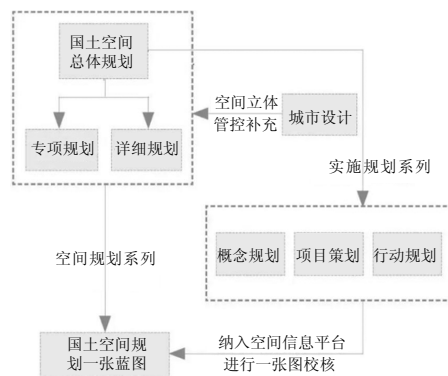 国土空间
总体规划
专项规划
详细规划
空间立体
管控补充
城市设计
实施规划系列
概念规划
项目策划
行动规划
空间规划系列
国土空间规
划一张蓝图
纳入空间信息平台
进行一张图校核